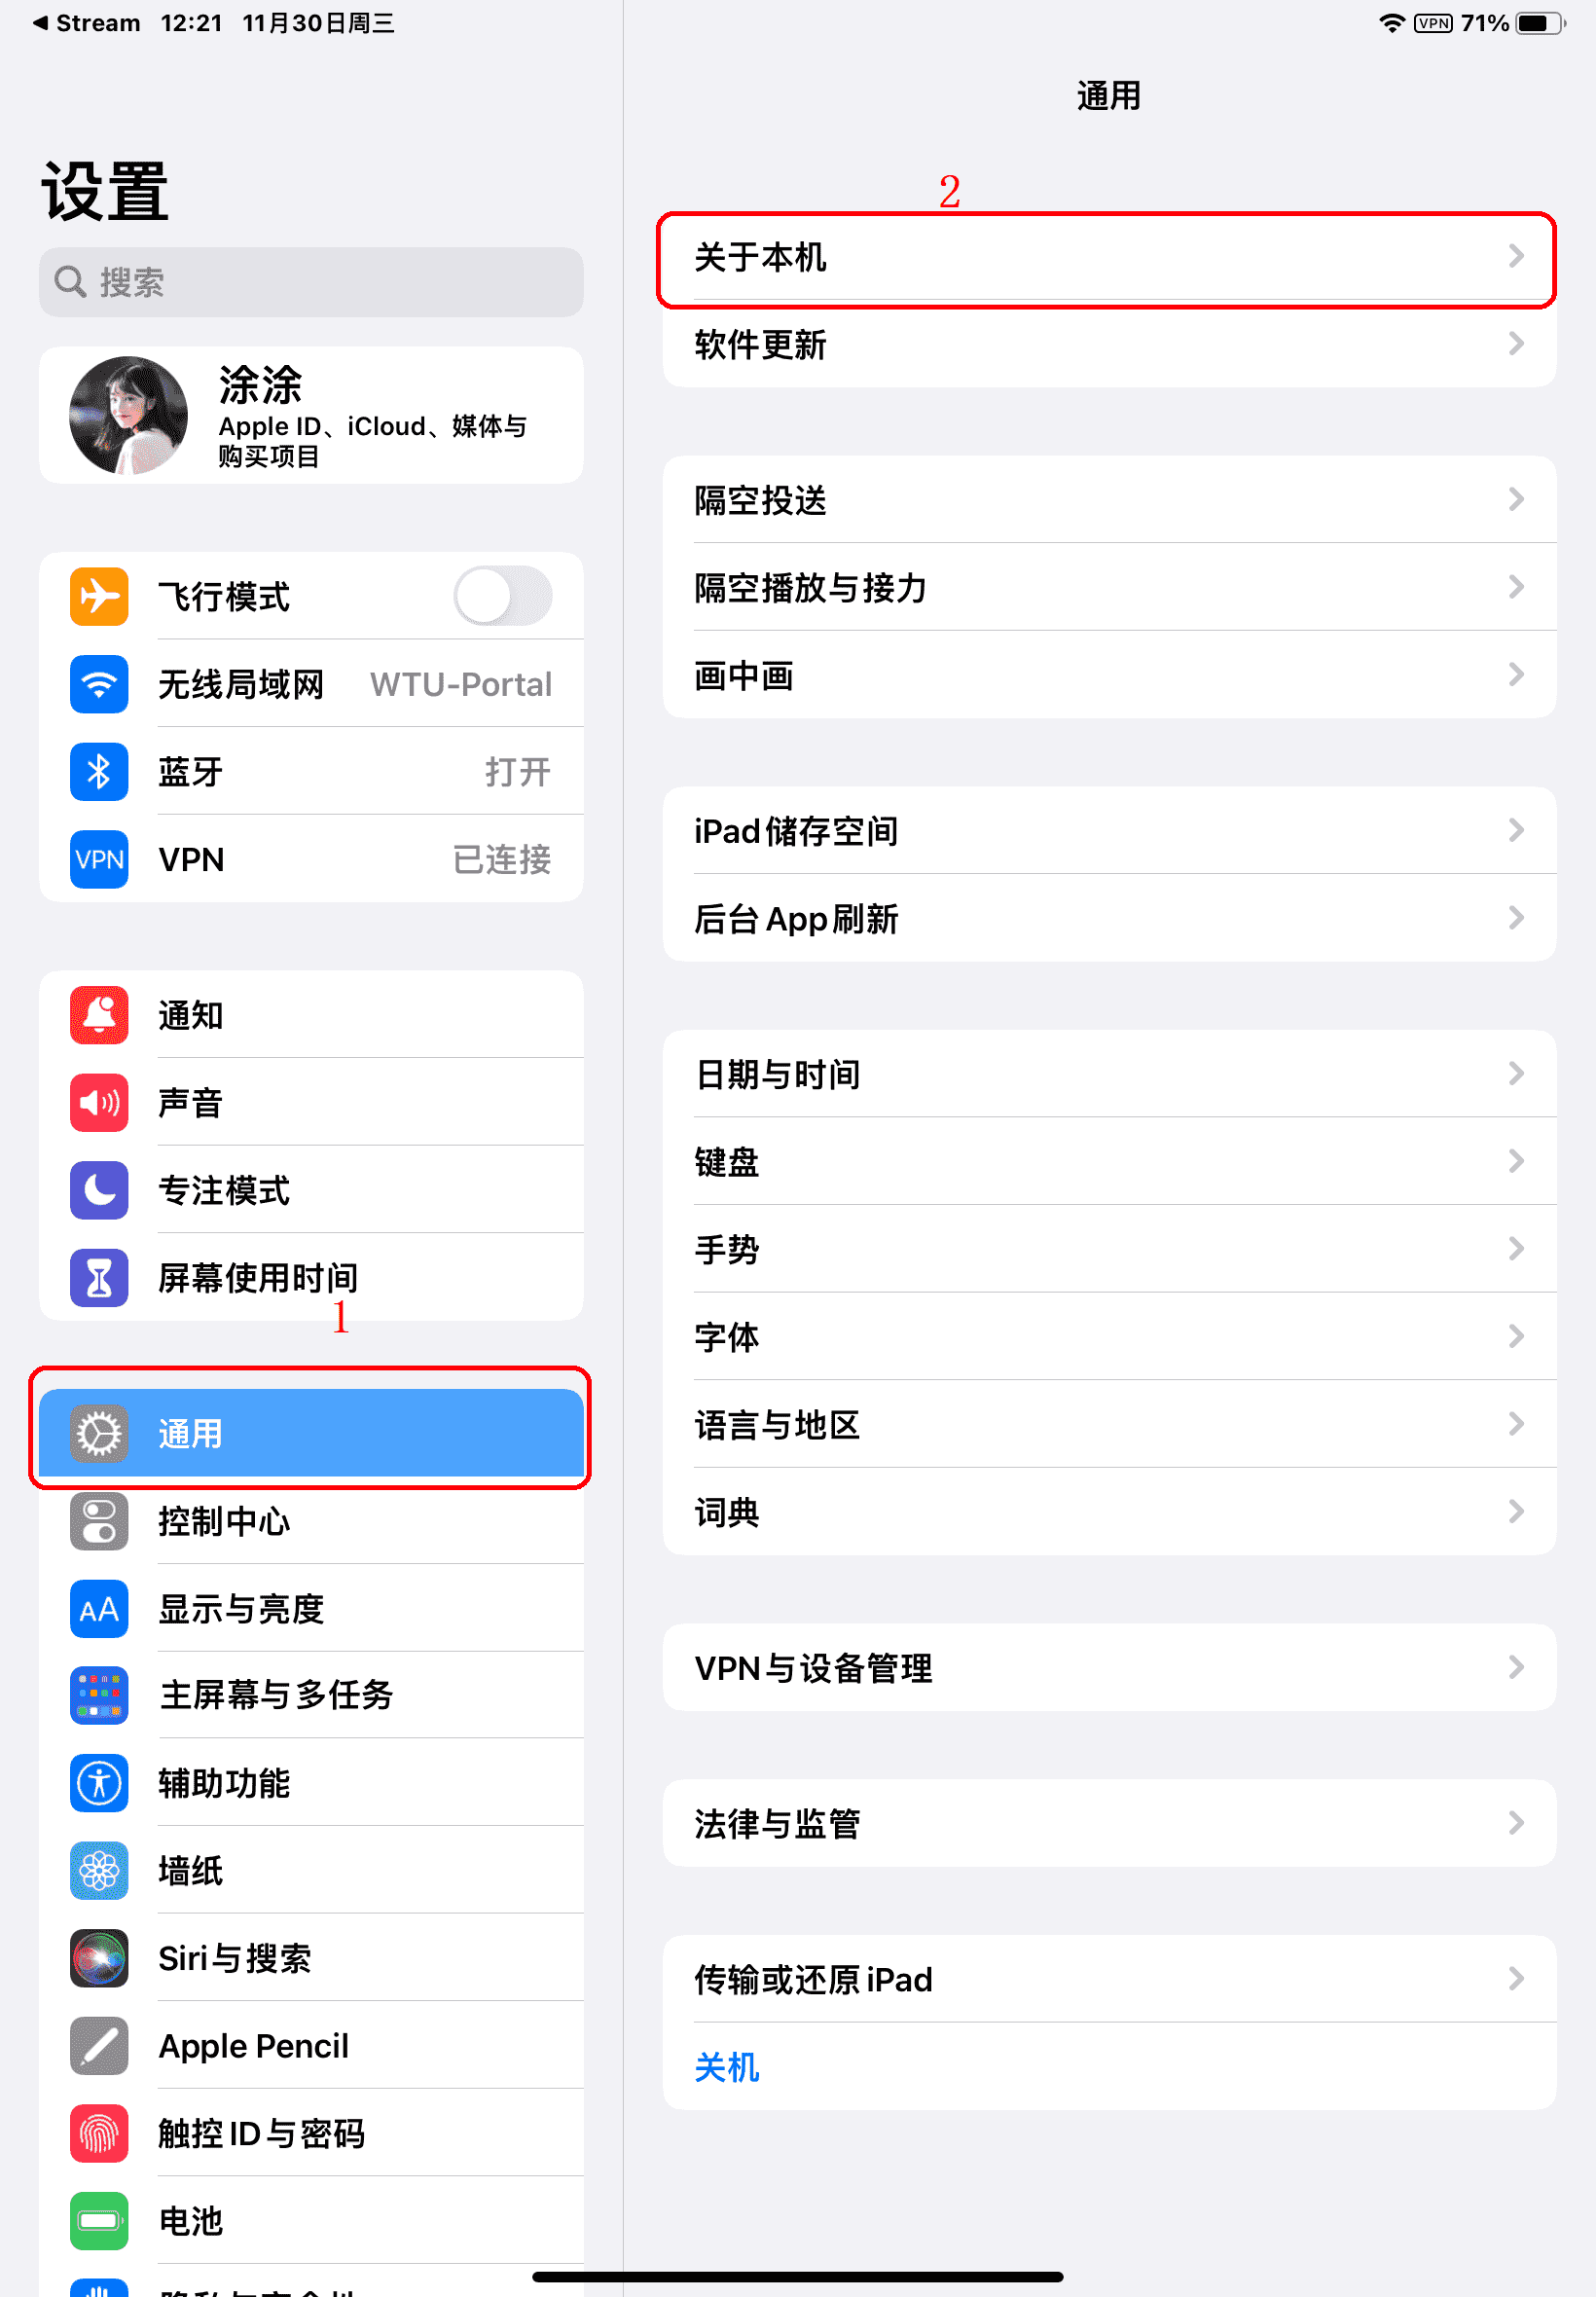 Stream 12:21 11月30日周三
VPN 71%
设置
搜索
涂涂
Apple ID、iCloud、媒体与
购买项目
飞行模式
无线局域网 WTU-Portal
蓝牙 打开
VPN VPN 已连接
通知
声音
专注模式
屏幕使用时间
1
通用
控制中心
AA 显示与亮度
主屏幕与多任务
辅助功能
墙纸
Siri与搜索
Apple Pencil
触控ID与密码
电池
通用
2
关于本机
软件更新
隔空投送
隔空播放与接力
画中画
iPad储存空间
后台App刷新
日期与时间
键盘
手势
字体
语言与地区
词典
VPN与设备管理
法律与监管
传输或还原iPad
关机